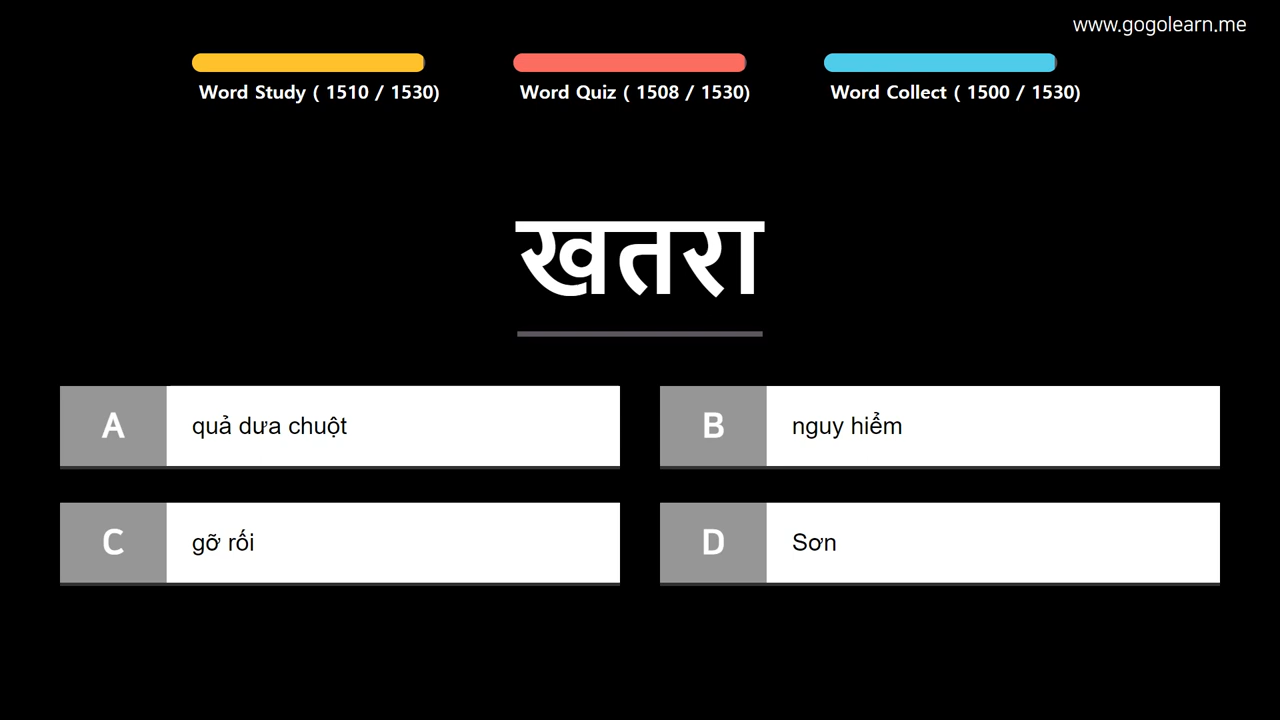 www.gogolearn.me
Word Study ( 1510 / 1530)
Word Quiz ( 1508 / 1530)
Word Collect ( 1500 / 1530)
खतरा
A quả dưa chuột
B nguy hiểm
C gỡ rối
D Sơn